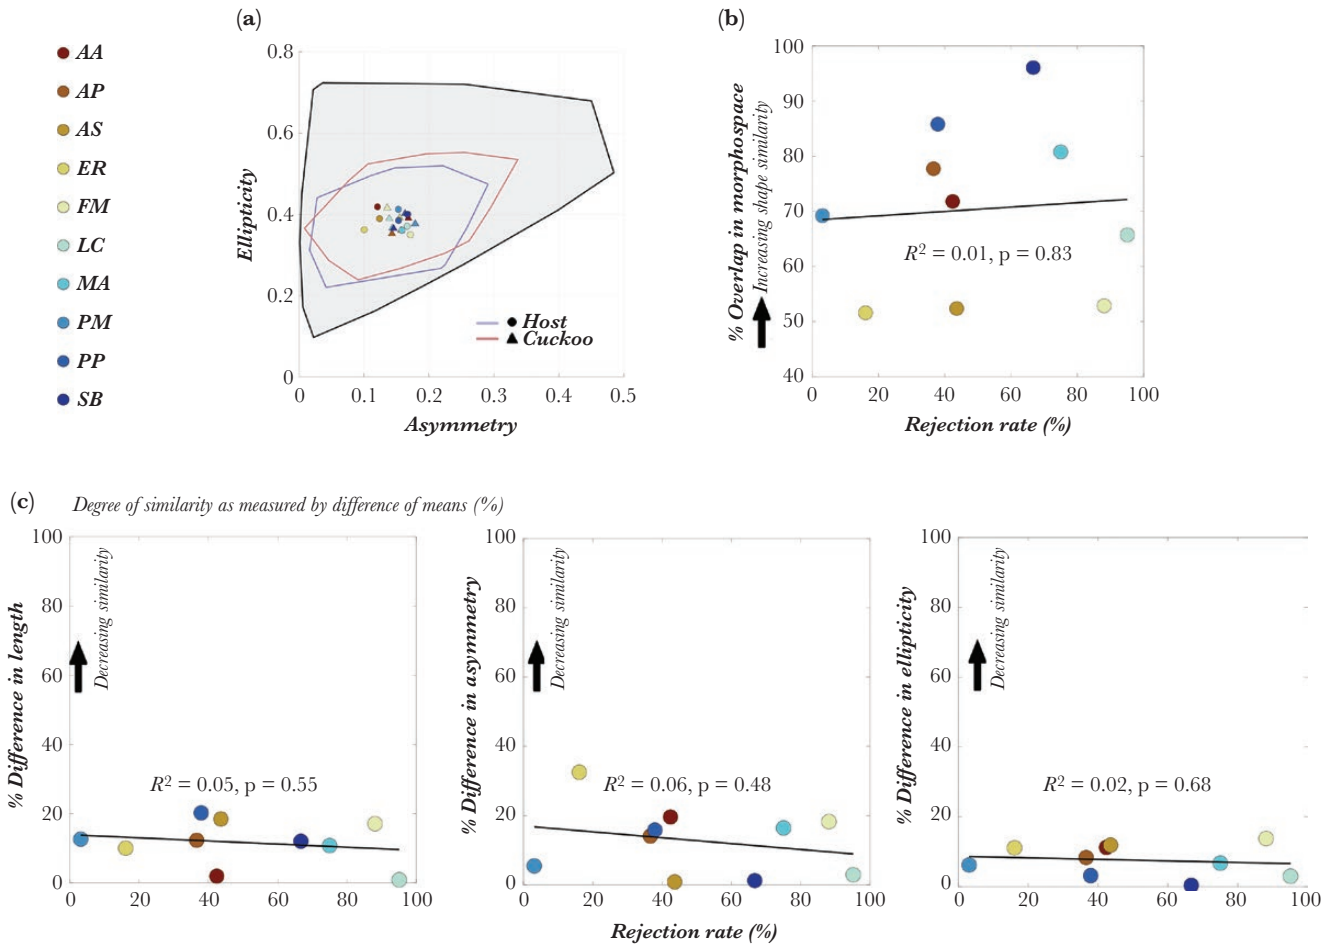 (a)
(b)
AA
AP
AS
ER
FM
LC
MA
PM
PP
SB
0.8
0.6
0.4
0.2
0
Ellipticity
0 0.1 0.2 0.3 0.4 0.5
Asymmetry
Host
Cuckoo
100
90
80
70
60
50
40
% Overlap in morphospace
Increasing shape similarity
R² = 0.01, p = 0.83
0 20 40 60 80 100
Rejection rate (%)
(c) Degree of similarity as measured by difference of means (%)
100
80
60
40
20
0
% Difference in length
Decreasing similarity
R² = 0.05, p = 0.55
0 20 40 60 80 100
100
80
60
40
20
0
% Difference in asymmetry
Decreasing similarity
R² = 0.06, p = 0.48
0 20 40 60 80 100
100
80
60
40
20
0
% Difference in ellipticity
Decreasing similarity
R² = 0.02, p = 0.68
0 20 40 60 80 100
Rejection rate (%)